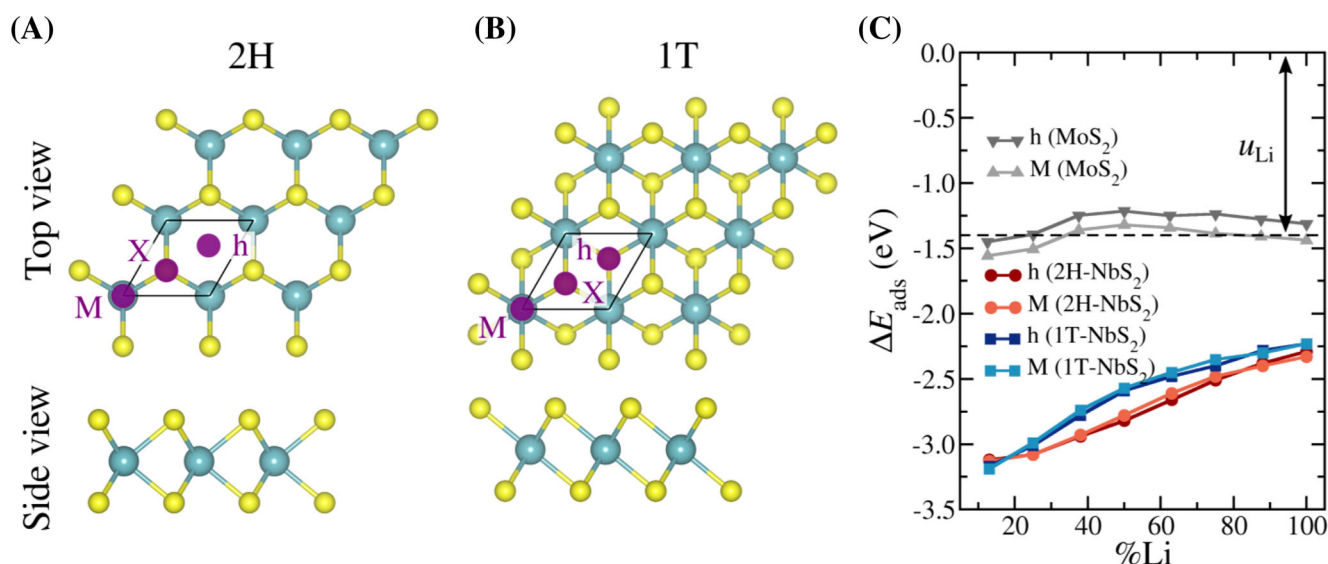 (A)
2H
Top view
X
h
M
Side view
(B)
1T
h
X
M
(C)
0.0
-0.5
-1.0
-1.5
-2.0
-2.5
-3.0
-3.5
ΔE_ads (eV)
h (MoS₂)
M (MoS₂)
u_Li
h (2H-NbS₂)
M (2H-NbS₂)
h (1T-NbS₂)
M (1T-NbS₂)
20 40 60 80 100
%Li